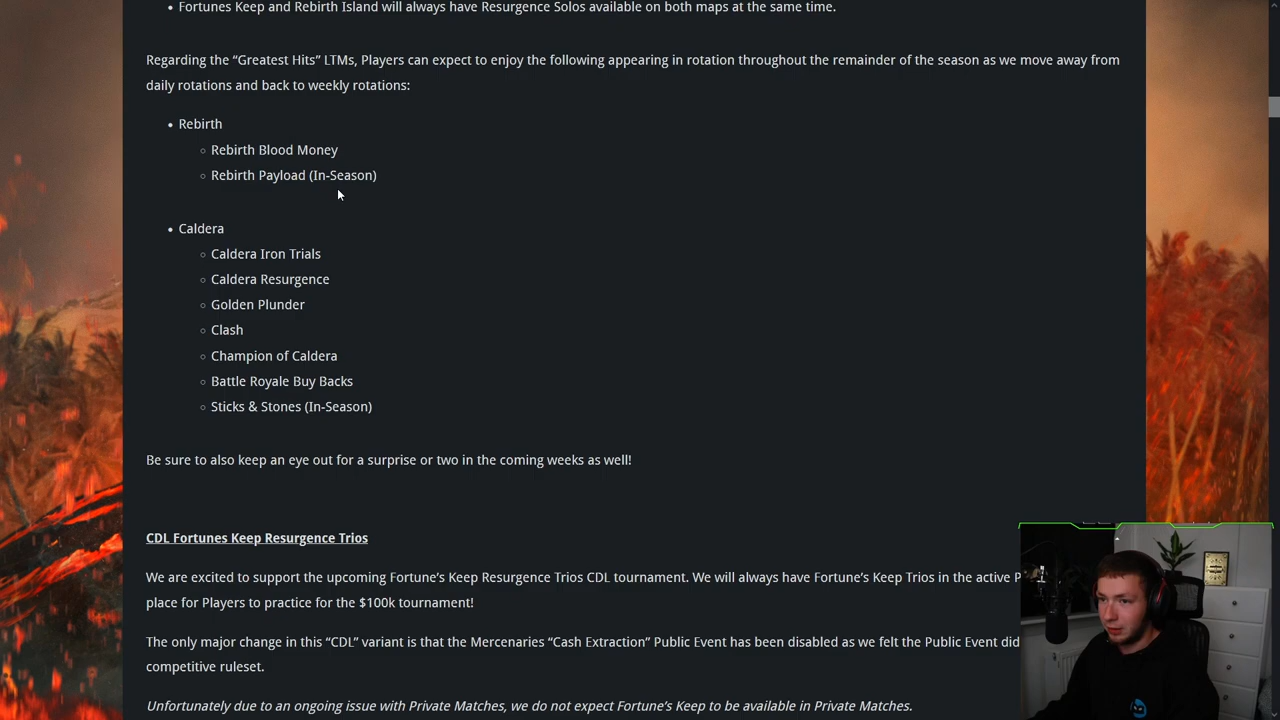 • Fortunes Keep and Rebirth Island will always have Resurgence Solos available on both maps at the same time.
Regarding the “Greatest Hits” LTMs, Players can expect to enjoy the following appearing in rotation throughout the remainder of the season as we move away from
daily rotations and back to weekly rotations:
• Rebirth
○ Rebirth Blood Money
○ Rebirth Payload (In-Season)
• Caldera
○ Caldera Iron Trials
○ Caldera Resurgence
○ Golden Plunder
○ Clash
○ Champion of Caldera
○ Battle Royale Buy Backs
○ Sticks & Stones (In-Season)
Be sure to also keep an eye out for a surprise or two in the coming weeks as well!
CDL Fortunes Keep Resurgence Trios
We are excited to support the upcoming Fortune’s Keep Resurgence Trios CDL tournament. We will always have Fortune’s Keep Trios in the active P
place for Players to practice for the $100k tournament!
The only major change in this “CDL” variant is that the Mercenaries “Cash Extraction” Public Event has been disabled as we felt the Public Event did
competitive ruleset.
Unfortunately due to an ongoing issue with Private Matches, we do not expect Fortune’s Keep to be available in Private Matches.